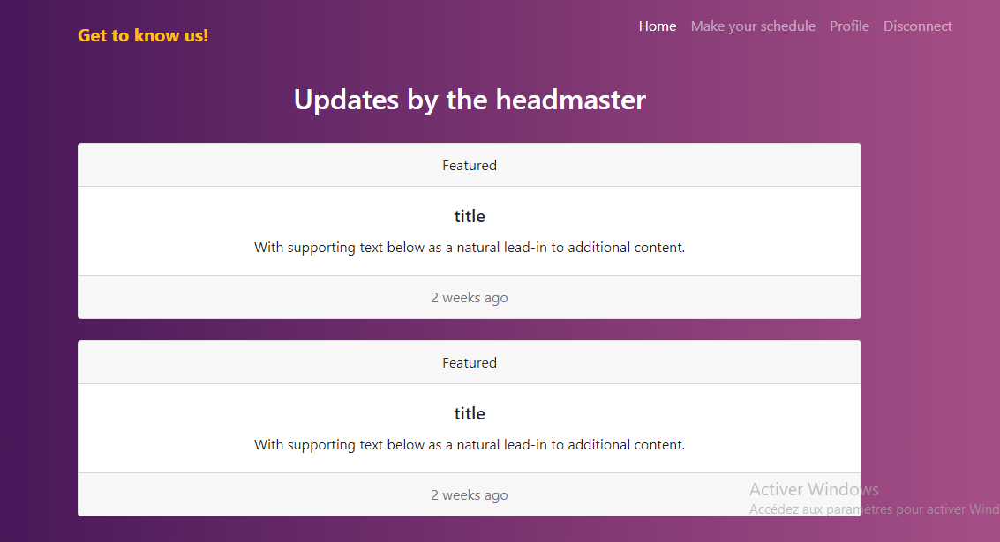 Get to know us!
Home Make your schedule Profile Disconnect
Updates by the headmaster
Featured
title
With supporting text below as a natural lead-in to additional content.
2 weeks ago
Featured
title
With supporting text below as a natural lead-in to additional content.
2 weeks ago
Activer Windows
Accédez aux paramètres pour activer Wind